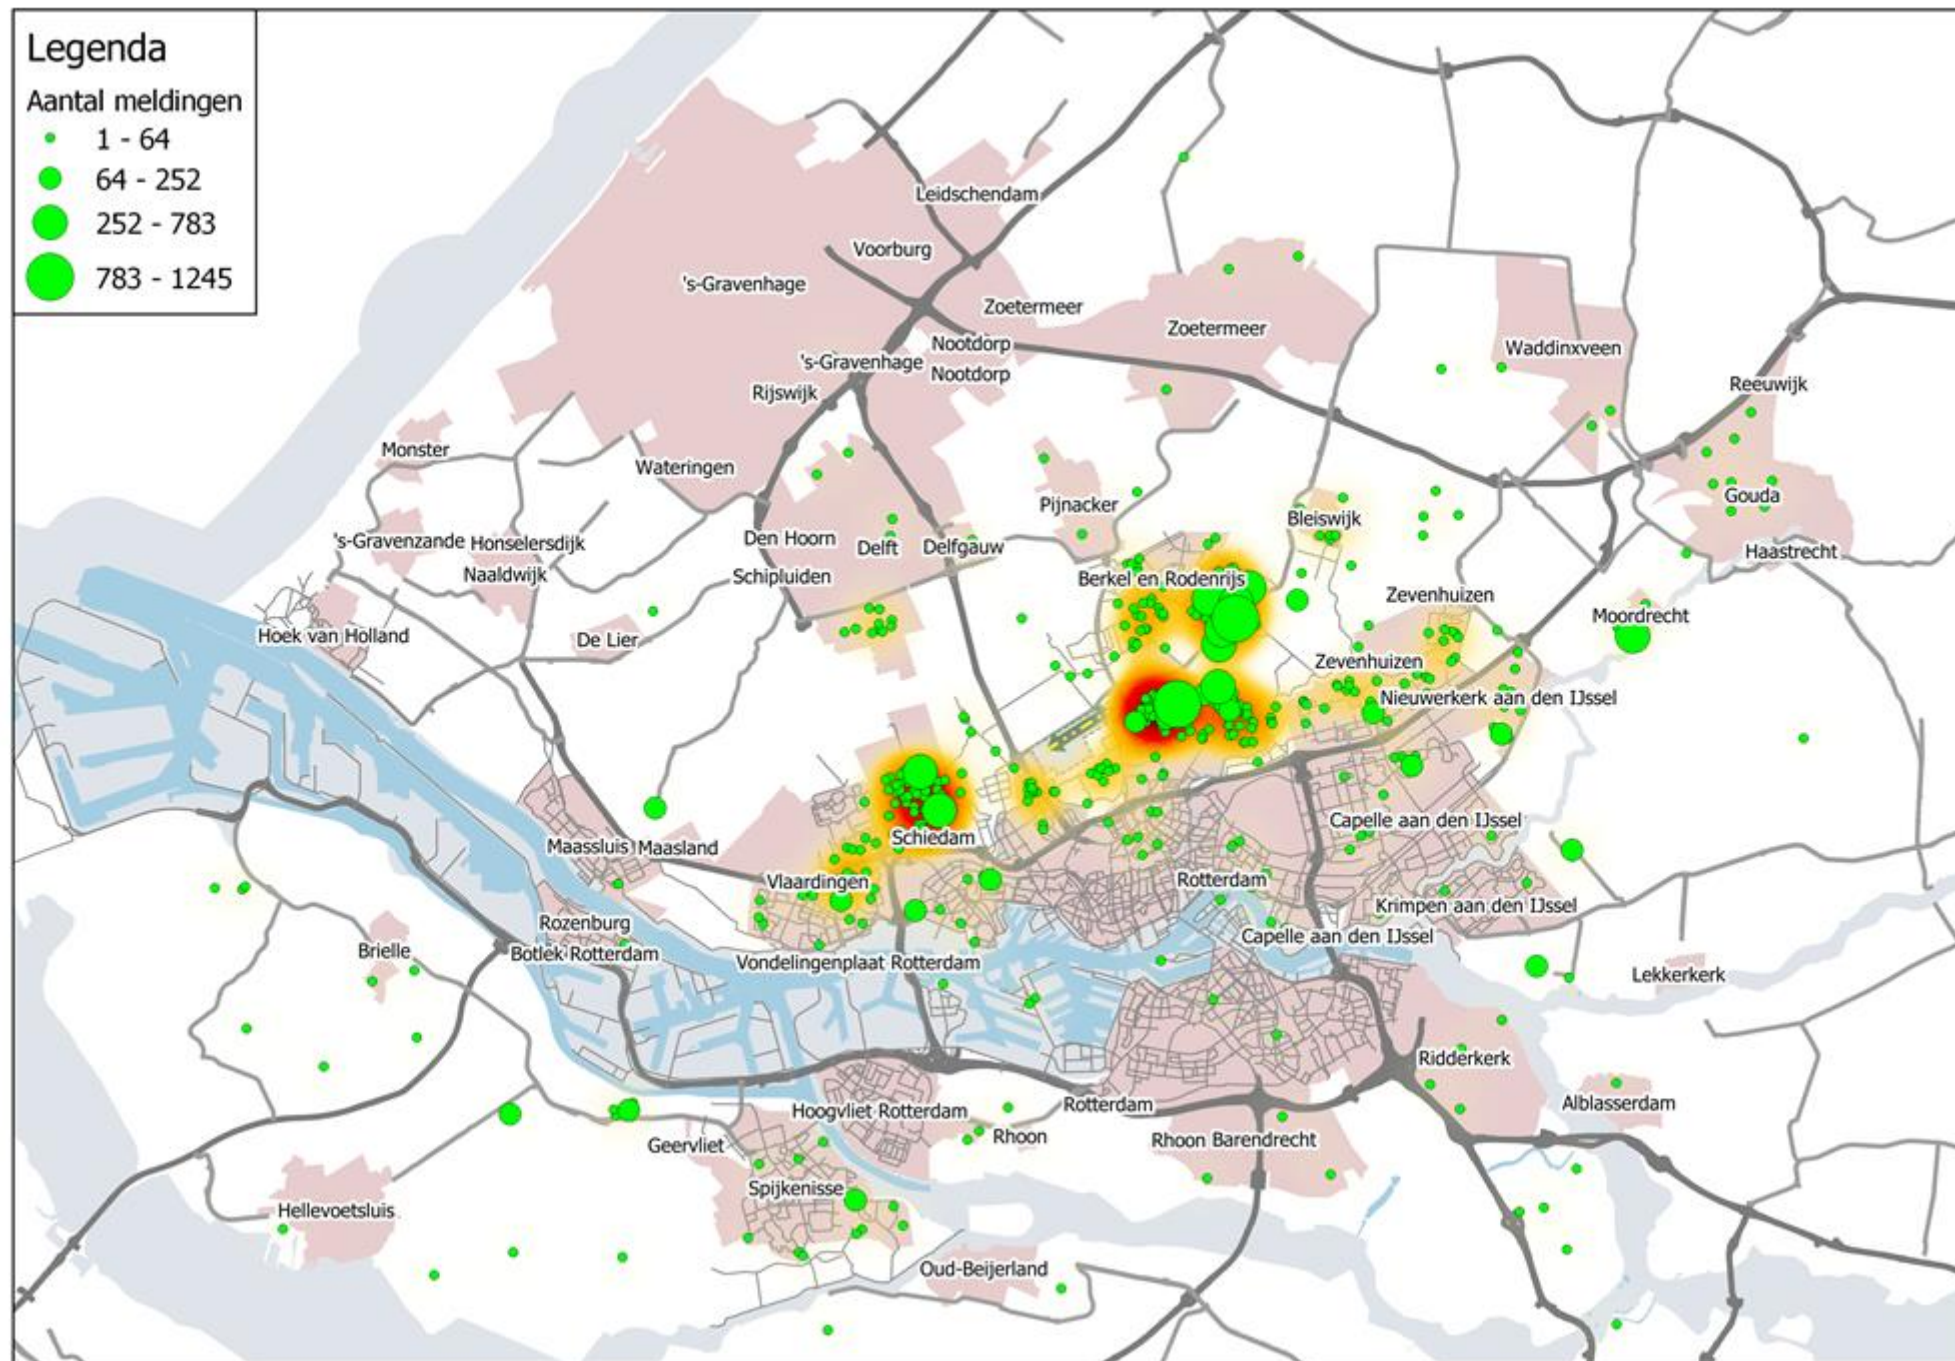 Legenda
Aantal meldingen
1 - 64
64 - 252
252 - 783
783 - 1245
Leidschendam
Voorburg
's-Gravenhage
Zoetermeer
Zoetermeer
Nootdorp
's-Gravenhage
Nootdorp
Waddinxveen
Rijswijk
Reeuwijk
Monster
Wateringen
Pijnacker
Gouda
Bleiswijk
's-Gravenzande
Honselersdijk
Den Hoorn
Delft
Delfgauw
Haastrecht
Naaldwijk
Schipluiden
Berkel en Rodenrijs
Zevenhuizen
Moordrecht
Hoek van Holland
De Lier
Zevenhuizen
Nieuwerkerk aan den IJssel
Schiedam
Capelle aan den IJssel
Maassluis
Maasland
Vlaardingen
Rotterdam
Krimpen aan den IJssel
Rozenburg
Capelle aan den IJssel
Brielle
Botlek Rotterdam
Vondelingenplaat Rotterdam
Lekkerkerk
Ridderkerk
Hoogvliet Rotterdam
Rotterdam
Alblasserdam
Geervliet
Rhoon
Rhoon
Barendrecht
Spijkenisse
Hellevoetsluis
Oud-Beijerland